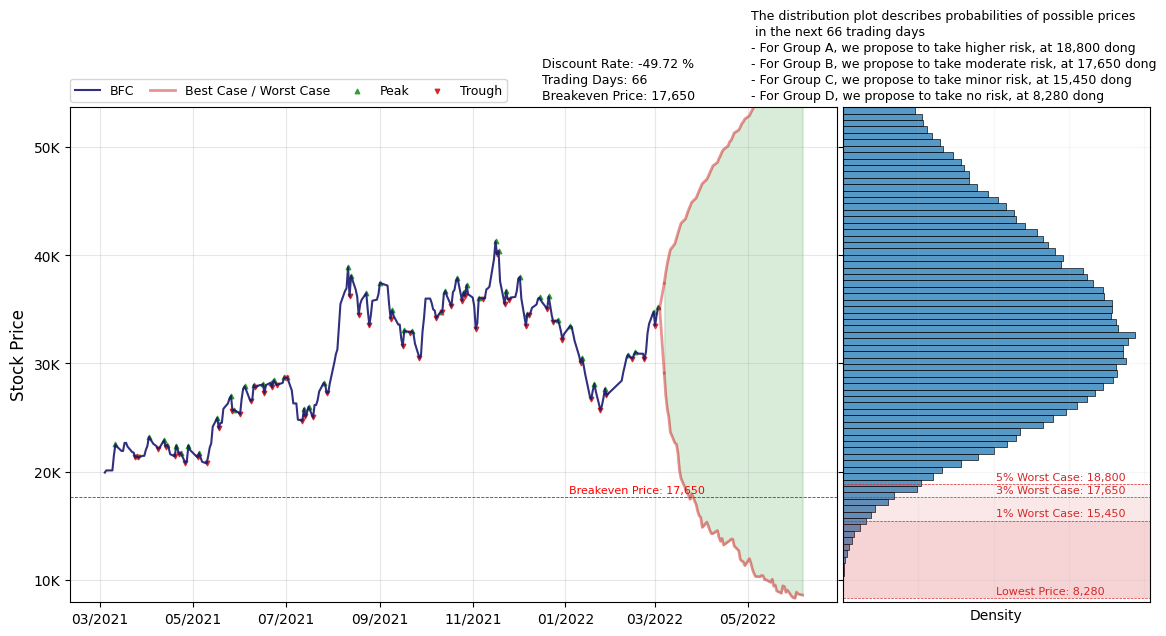 The distribution plot describes probabilities of possible prices
in the next 66 trading days
- For Group A, we propose to take higher risk, at 18,800 dong
- For Group B, we propose to take moderate risk, at 17,650 dong
- For Group C, we propose to take minor risk, at 15,450 dong
- For Group D, we propose to take no risk, at 8,280 dong
Discount Rate: -49.72 %
Trading Days: 66
Breakeven Price: 17,650
BFC
Best Case / Worst Case
Peak
Trough
Stock Price
50K
40K
30K
20K
10K
Breakeven Price: 17,650
03/2021
05/2021
07/2021
09/2021
11/2021
01/2022
03/2022
05/2022
5% Worst Case: 18,800
3% Worst Case: 17,650
1% Worst Case: 15,450
Lowest Price: 8,280
Density